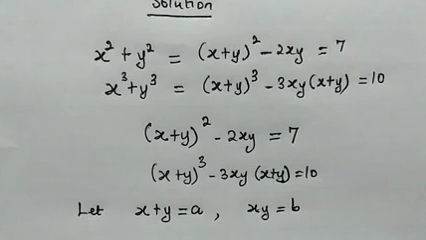 Solution
x² + y² = (x+y)² - 2xy = 7
x³ + y³ = (x+y)³ - 3xy(x+y) = 10
(x+y)² - 2xy = 7
(x+y)³ - 3xy (x+y) = 10
Let x+y = a , xy = b